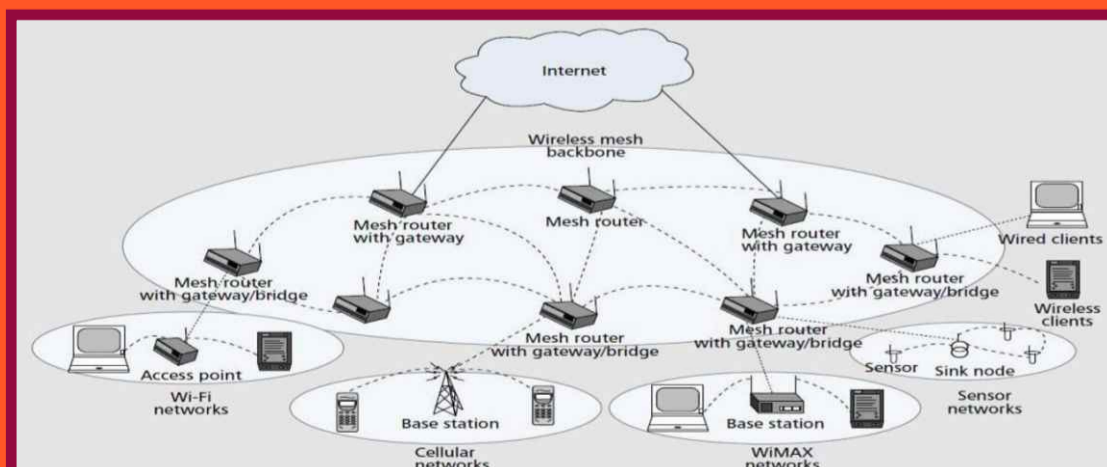 Internet
Wireless mesh
backbone
Mesh router
with gateway
Mesh router
Mesh router
with gateway
Wired clients
Mesh router
with gateway/bridge
Mesh router
with gateway/bridge
Wireless
clients
Mesh router
with gateway/bridge
Mesh router
with gateway/bridge
Access point
Wi-Fi
networks
Sensor
Sink node
Sensor
networks
Base station
Cellular
networks
Base station
WiMAX
networks